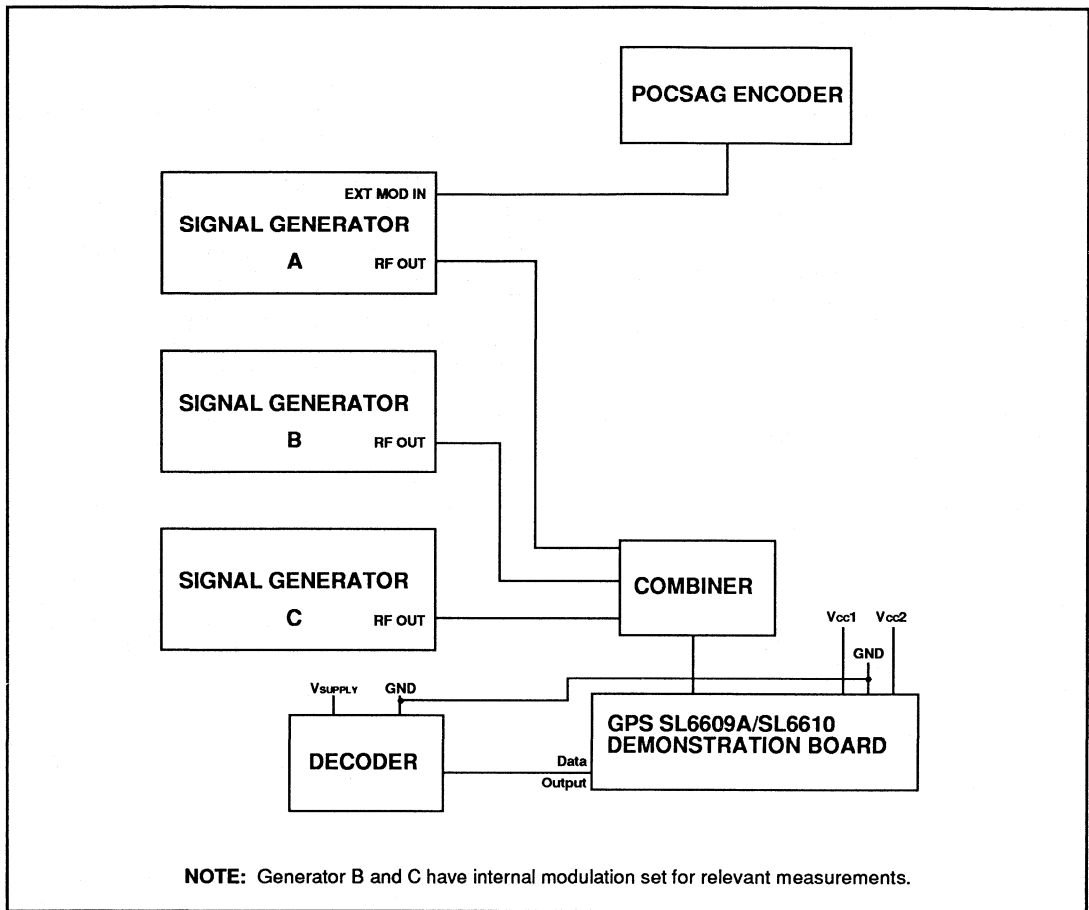 POCSAG ENCODER
EXT MOD IN
SIGNAL GENERATOR
A
RF OUT
SIGNAL GENERATOR
B
RF OUT
SIGNAL GENERATOR
C
RF OUT
COMBINER
Vcc1
Vcc2
GND
VSUPPLY
GND
GPS SL6609A/SL6610
DEMONSTRATION BOARD
DECODER
Data
Output
NOTE: Generator B and C have internal modulation set for relevant measurements.